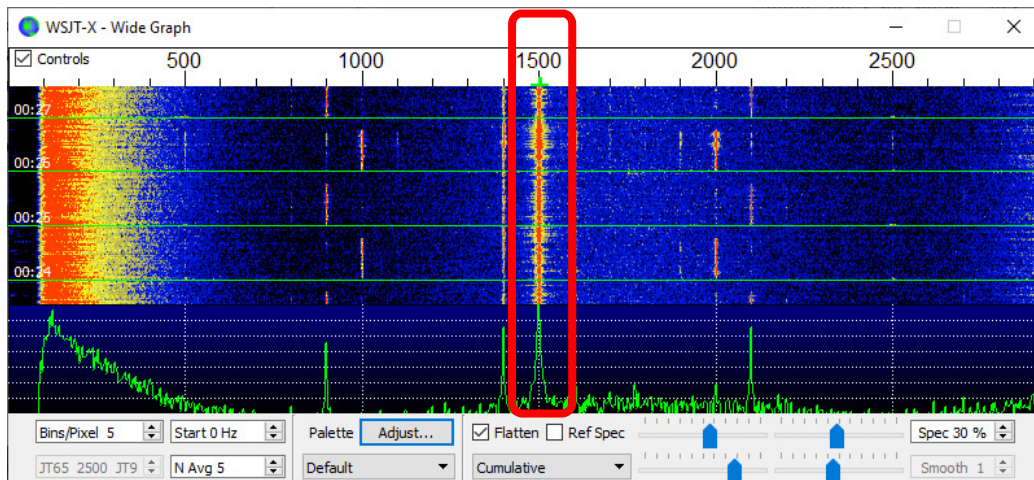 WSJT-X - Wide Graph
Controls 500 1000 1500 2000 2500
00:27
00:26
00:25
00:24
Bins/Pixel 5 Start 0 Hz Palette Adjust... Flatten Ref Spec Spec 30 %
JT65 2500 JT9 N Avg 5 Default Cumulative Smooth 1